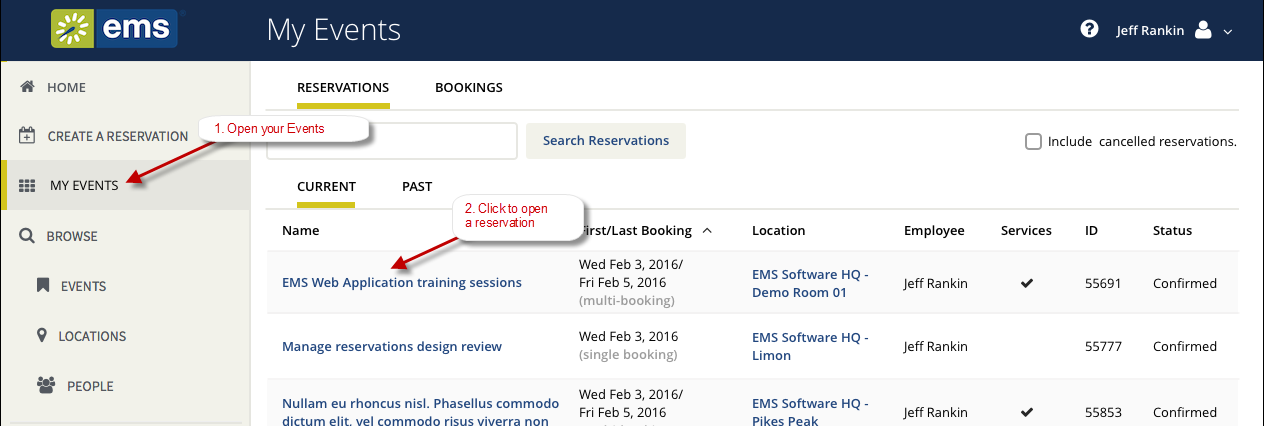 ems
My Events
Jeff Rankin
HOME
CREATE A RESERVATION
MY EVENTS
BROWSE
EVENTS
LOCATIONS
PEOPLE
RESERVATIONS
BOOKINGS
1. Open your Events
Search Reservations
Include cancelled reservations.
CURRENT
PAST
2. Click to open
a reservation
Name
First/Last Booking
Location
Employee
Services
ID
Status
EMS Web Application training sessions
Wed Feb 3, 2016/
Fri Feb 5, 2016
(multi-booking)
EMS Software HQ -
Demo Room 01
Jeff Rankin
55691
Confirmed
Manage reservations design review
Wed Feb 3, 2016
(single booking)
EMS Software HQ -
Limon
Jeff Rankin
55777
Confirmed
Nullam eu rhoncus nisl. Phasellus commodo
dictum elit, vel commodo risus viverra non
Wed Feb 3, 2016/
Fri Feb 5, 2016
EMS Software HQ -
Pikes Peak
Jeff Rankin
55853
Confirmed